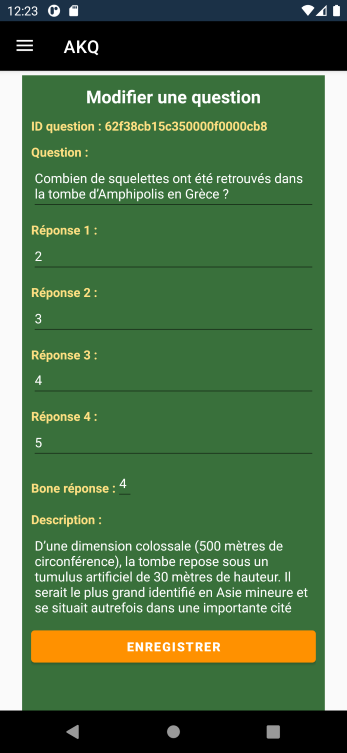 12:23
AKQ
Modifier une question
ID question : 62f38cb15c350000f0000cb8
Question :
Combien de squelettes ont été retrouvés dans
la tombe d’Amphipolis en Grèce ?
Réponse 1 :
2
Réponse 2 :
3
Réponse 3 :
4
Réponse 4 :
5
Bone réponse : 4
Description :
D’une dimension colossale (500 mètres de
circonférence), la tombe repose sous un
tumulus artificiel de 30 mètres de hauteur. Il
serait le plus grand identifié en Asie mineure et
se situait autrefois dans une importante cité
ENREGISTRER